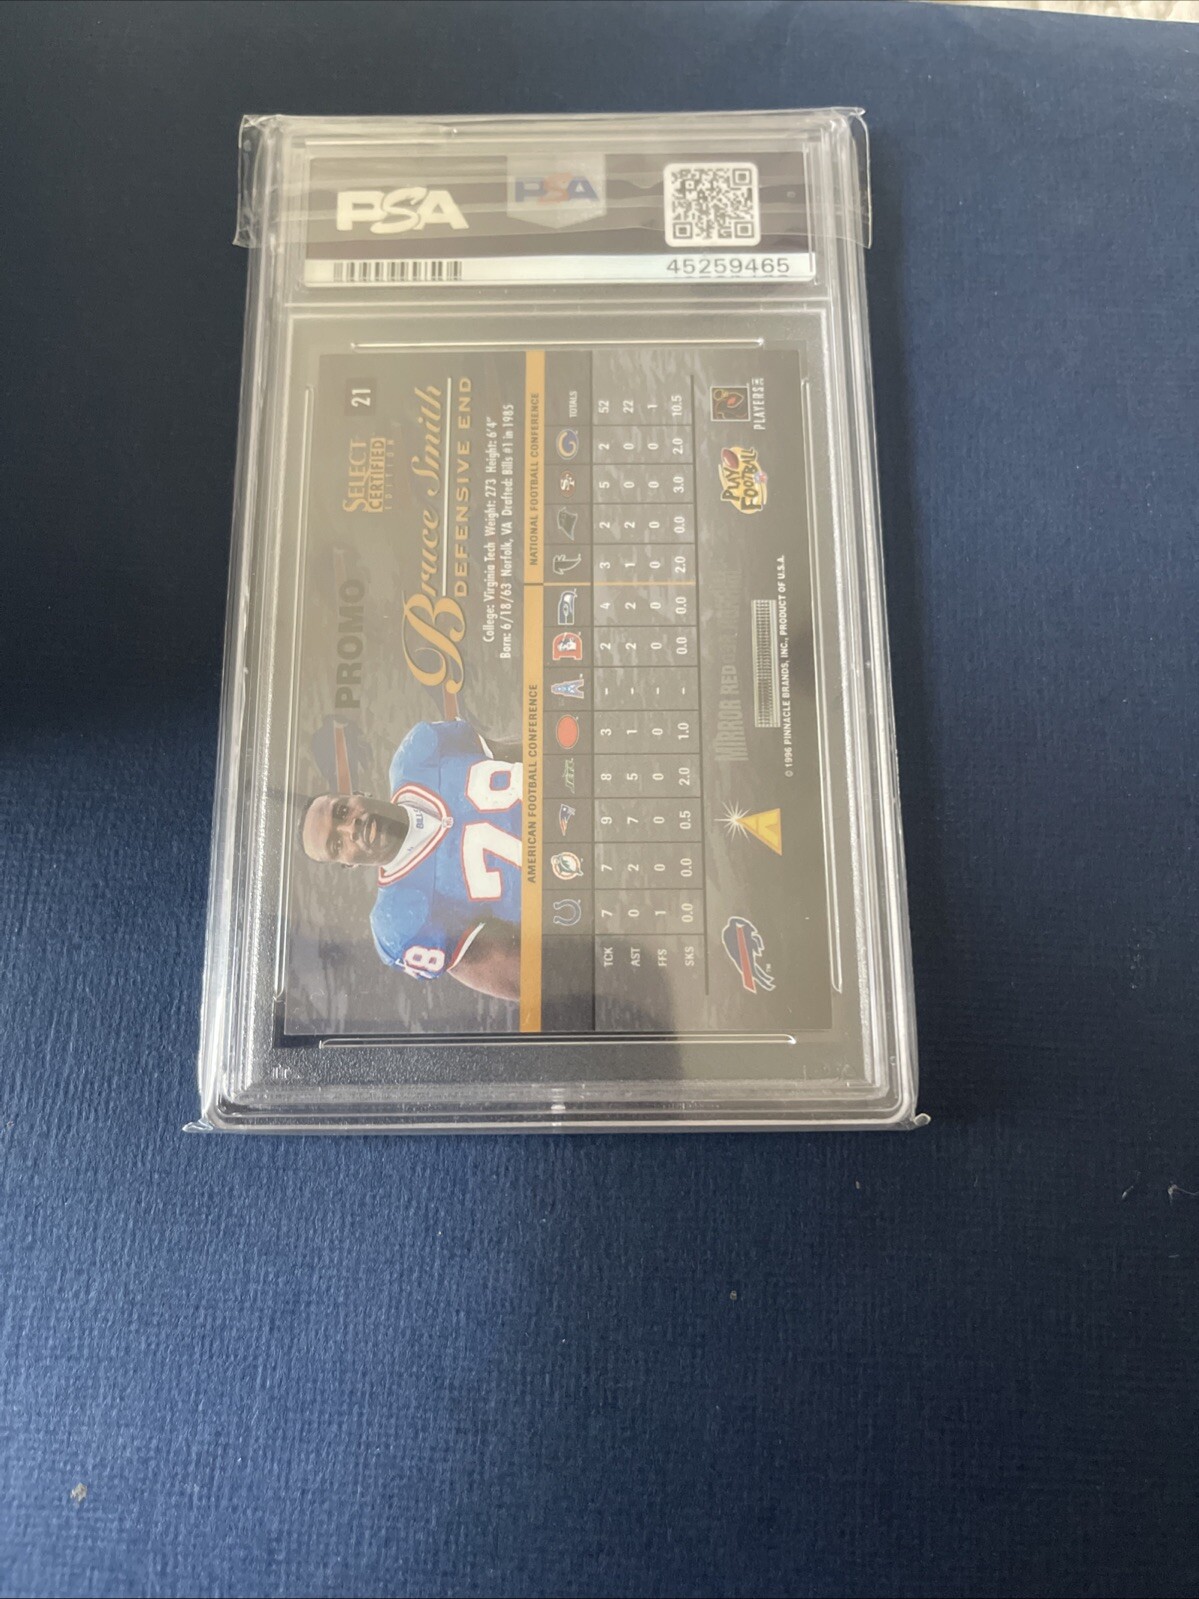 PSA
PSA
45259465
21
SELECT
CERTIFIED
EDITION
PROMO
Bruce Smith
DEFENSIVE END
College: Virginia Tech Weight: 273 Height: 6'4"
Born: 6/18/63 Norfolk, VA Drafted: Bills #1 in 1985
AMERICAN FOOTBALL CONFERENCE NATIONAL FOOTBALL CONFERENCE
TOTALS
TCK 7 7 9 8 3 - 2 4 3 2 5 2 52
AST 0 2 7 5 1 - 2 2 1 2 0 0 22
FFS 1 0 0 0 0 - 0 0 0 0 0 0 1
SKS 0.0 0.0 0.5 2.0 1.0 - 0.0 0.0 2.0 0.0 3.0 2.0 10.5
BILLS
78
78
MIRROR RED
PLAY
FOOTBALL
PLAYERS
© 1996 PINNACLE BRANDS, INC., PRODUCT OF U.S.A.